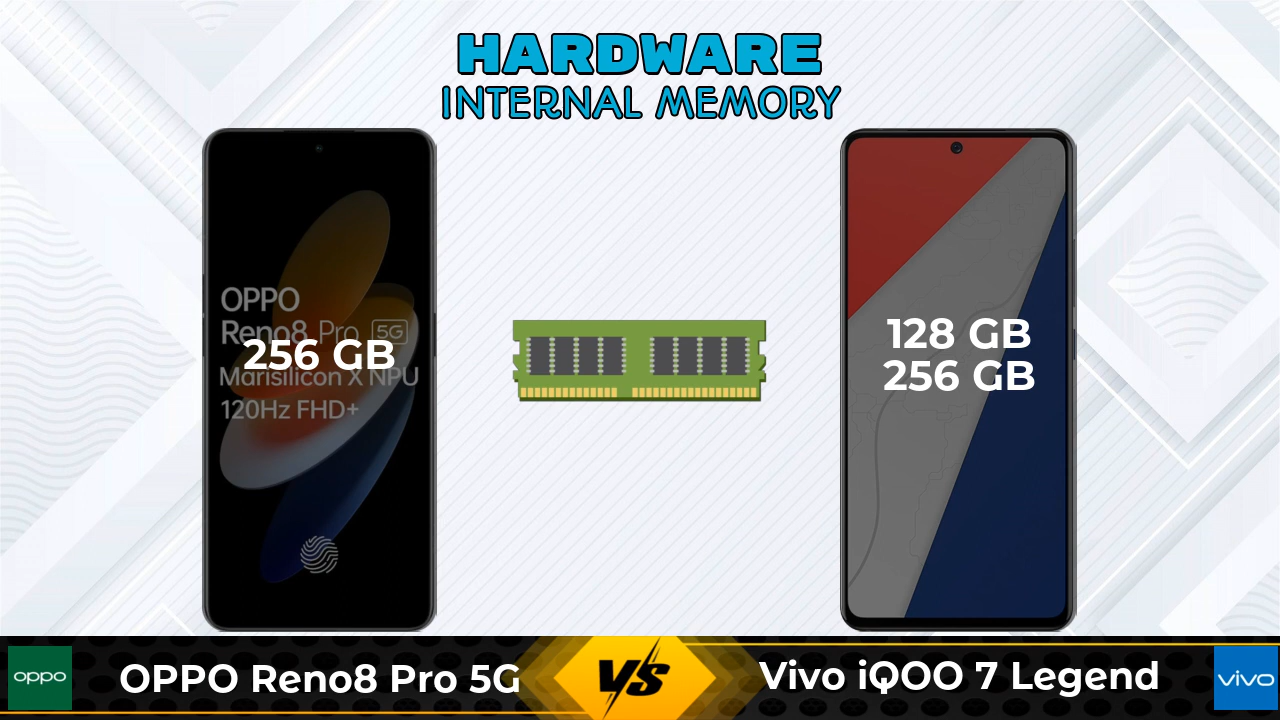 HARDWARE
INTERNAL MEMORY
OPPO
Reno8 Pro 5G
256 GB
Marisilicon X NPU
120Hz FHD+
128 GB
256 GB
oppo
OPPO Reno8 Pro 5G
VS
Vivo iQOO 7 Legend
vivo